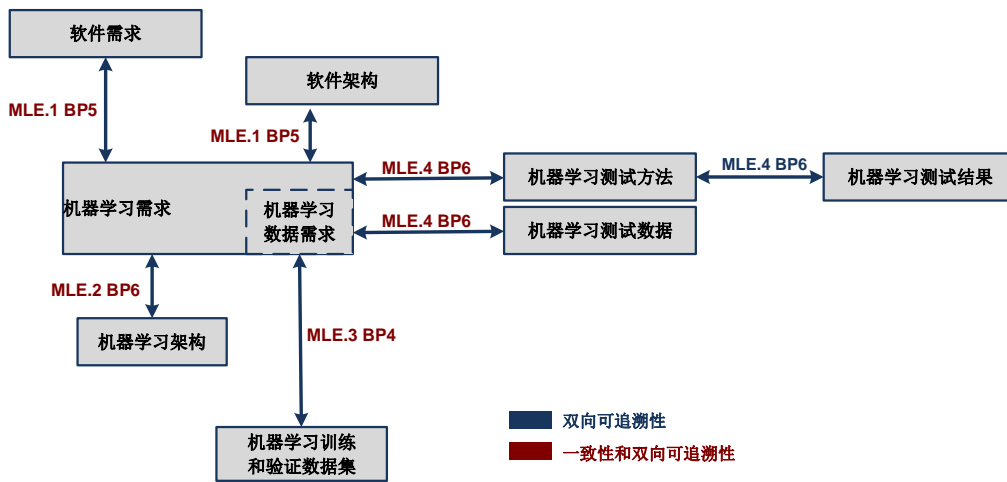 软件需求
软件架构
MLE.1 BP5
MLE.1 BP5
MLE.4 BP6
MLE.4 BP6
机器学习测试方法
机器学习测试结果
机器学习需求
机器学习
数据需求
MLE.4 BP6
机器学习测试数据
MLE.2 BP6
机器学习架构
MLE.3 BP4
双向可追溯性
机器学习训练
和验证数据集
一致性和双向可追溯性